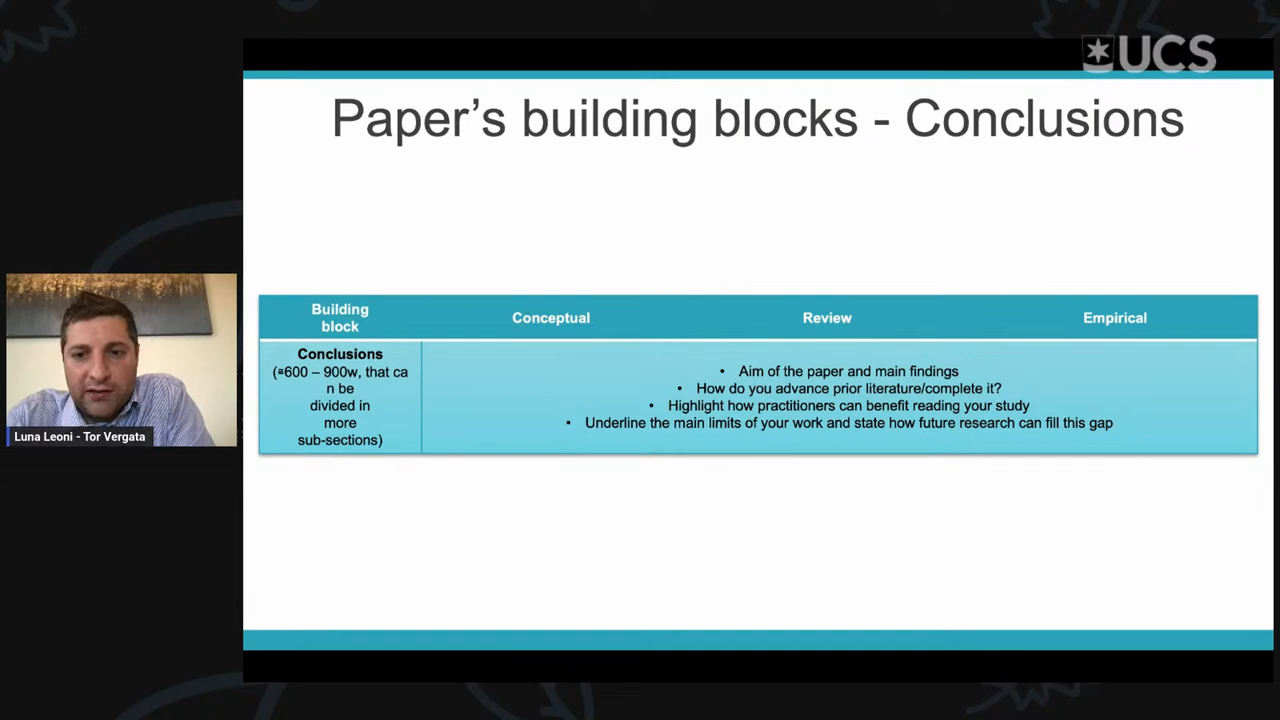 UCS
Paper's building blocks - Conclusions
Building
block
Conceptual
Review
Empirical
Conclusions
(≅600 – 900w, that ca
n be
divided in
more
sub-sections)
• Aim of the paper and main findings
• How do you advance prior literature/complete it?
• Highlight how practitioners can benefit reading your study
• Underline the main limits of your work and state how future research can fill this gap
Luna Leoni - Tor Vergata